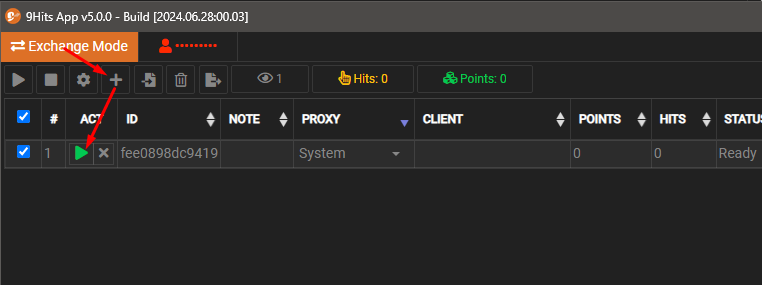 9Hits App v5.0.0 - Build [2024.06.28:00.03]
Exchange Mode
1 Hits: 0 Points: 0
# ACT ID NOTE PROXY CLIENT POINTS HITS STATUS
1 fee0898dc9419 System 0 0 Ready